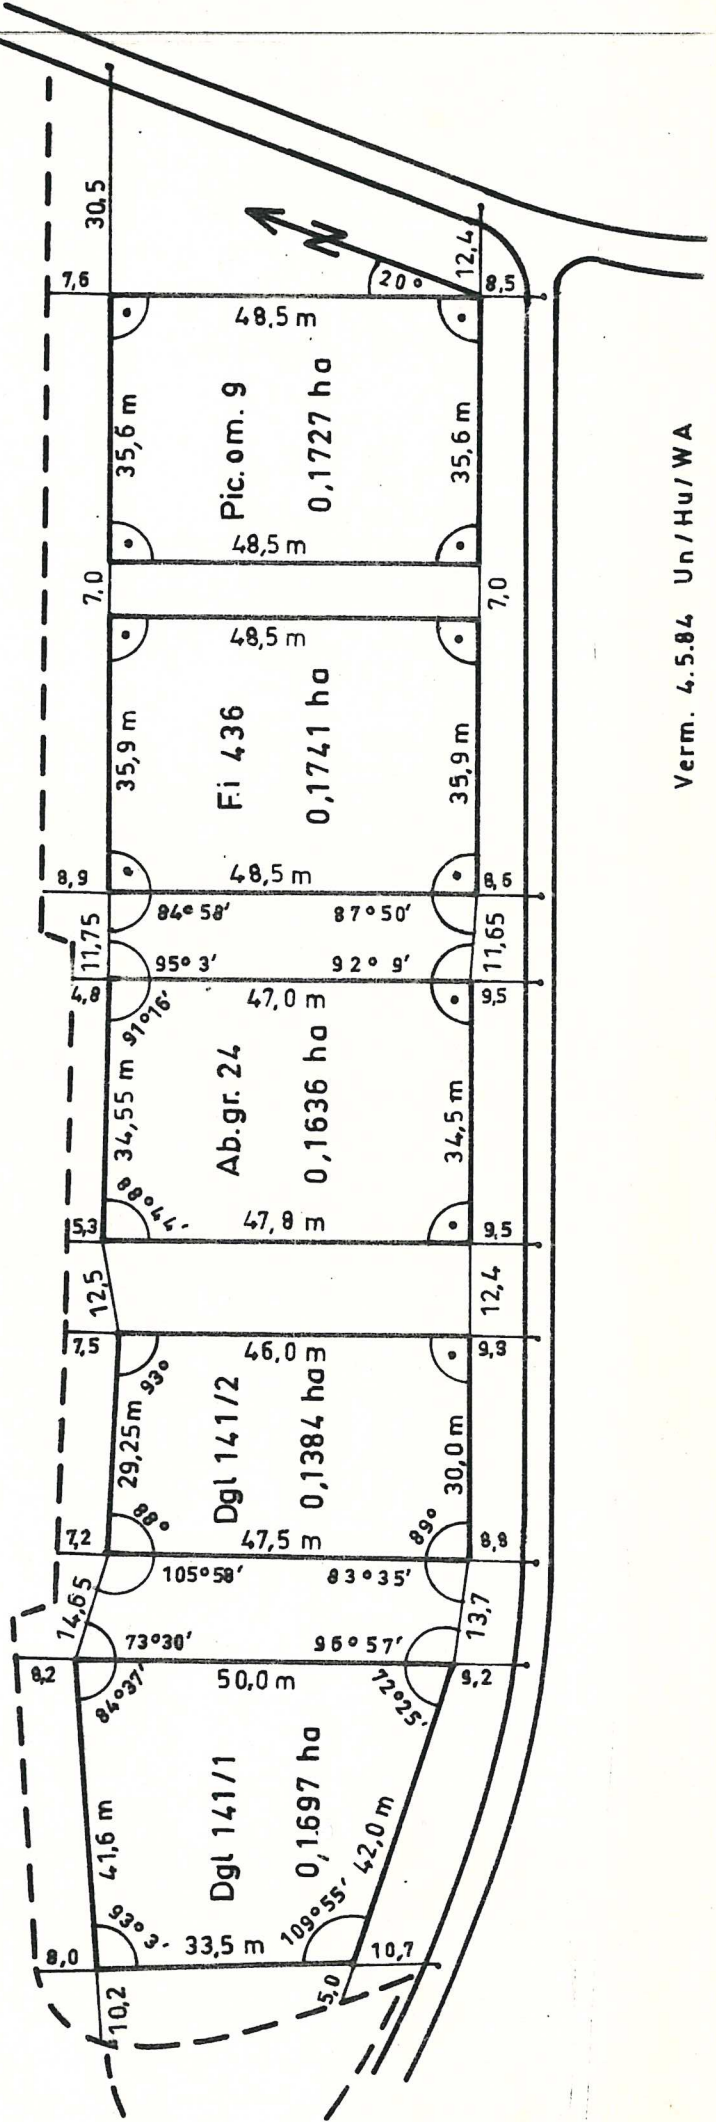 30,5
12,4
7,6
20°
8,5
N
48,5 m
35,6 m
Pic. om. 9
0,1727 ha
35,6 m
48,5 m
7,0
7,0
48,5 m
35,9 m
Fi 436
0,1741 ha
35,9 m
48,5 m
8,9
8,6
84° 58'
87° 50'
11,75
11,65
95° 3'
92° 9'
4,8
47,0 m
9,5
91°16'
34,55 m
Ab.gr. 24
0,1636 ha
34,5 m
88°44'
5,3
47,8 m
9,5
12,5
12,4
7,5
46,0 m
93°
29,25 m
Dgl 141/2
0,1384 ha
30,0 m
88°
89°
7,2
47,5 m
8,8
105°58'
83°35'
14,65
13,7
73°30'
96°57'
8,2
50,0 m
9,2
84°37'
72°25'
41,6 m
Dgl 141/1
0,1697 ha
42,0 m
93° 3'
109°55'
8,0
33,5 m
10,7
10,2
5,0
Verm. 4.5.84 Un/Hu/WA